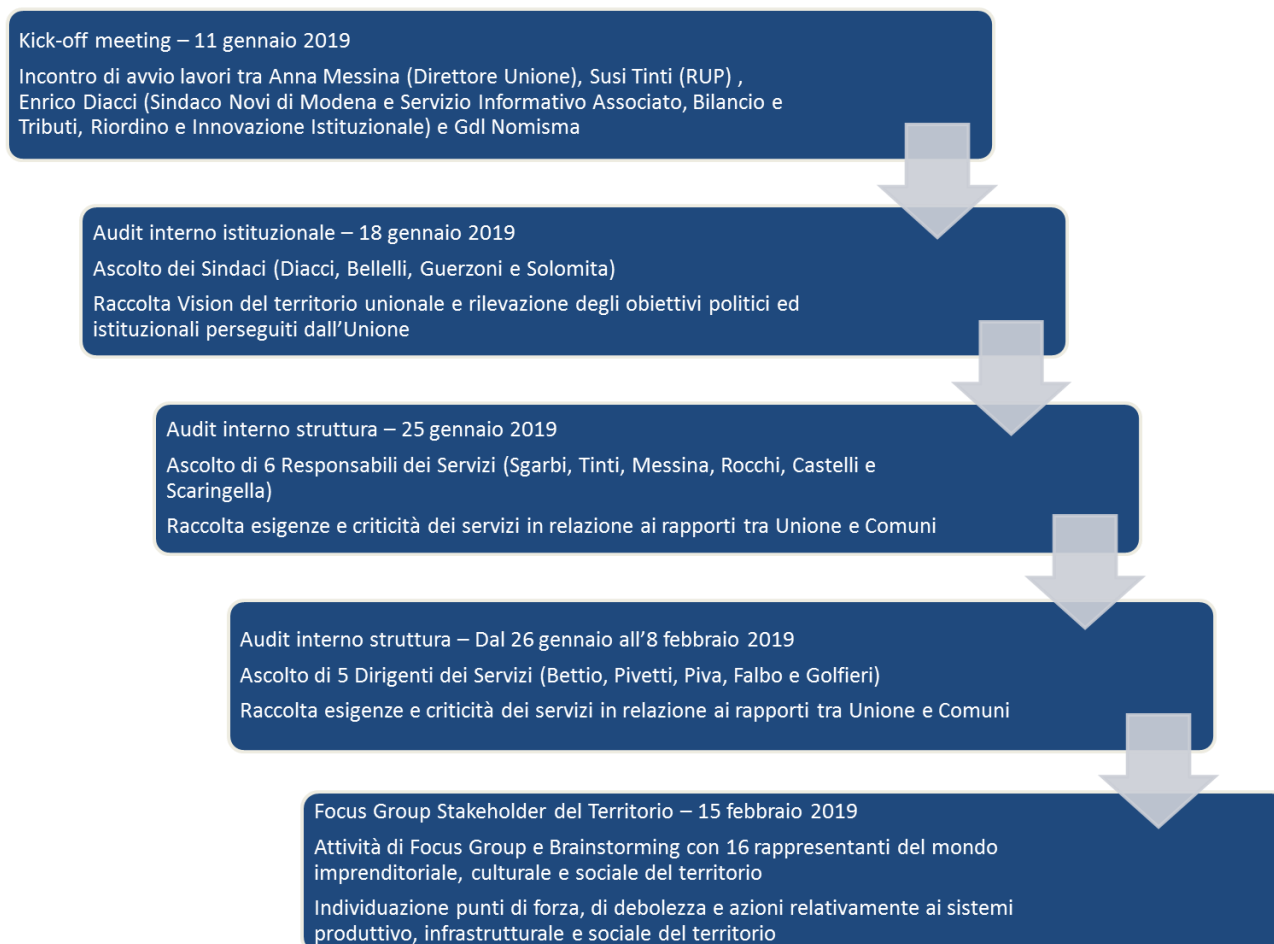 Kick-off meeting – 11 gennaio 2019
Incontro di avvio lavori tra Anna Messina (Direttore Unione), Susi Tinti (RUP) ,
Enrico Diacci (Sindaco Novi di Modena e Servizio Informativo Associato, Bilancio e
Tributi, Riordino e Innovazione Istituzionale) e Gdl Nomisma
Audit interno istituzionale – 18 gennaio 2019
Ascolto dei Sindaci (Diacci, Bellelli, Guerzoni e Solomita)
Raccolta Vision del territorio unionale e rilevazione degli obiettivi politici ed
istituzionali perseguiti dall’Unione
Audit interno struttura – 25 gennaio 2019
Ascolto di 6 Responsabili dei Servizi (Sgarbi, Tinti, Messina, Rocchi, Castelli e
Scaringella)
Raccolta esigenze e criticità dei servizi in relazione ai rapporti tra Unione e Comuni
Audit interno struttura – Dal 26 gennaio all’8 febbraio 2019
Ascolto di 5 Dirigenti dei Servizi (Bettio, Pivetti, Piva, Falbo e Golfieri)
Raccolta esigenze e criticità dei servizi in relazione ai rapporti tra Unione e Comuni
Focus Group Stakeholder del Territorio – 15 febbraio 2019
Attività di Focus Group e Brainstorming con 16 rappresentanti del mondo
imprenditoriale, culturale e sociale del territorio
Individuazione punti di forza, di debolezza e azioni relativamente ai sistemi
produttivo, infrastrutturale e sociale del territorio